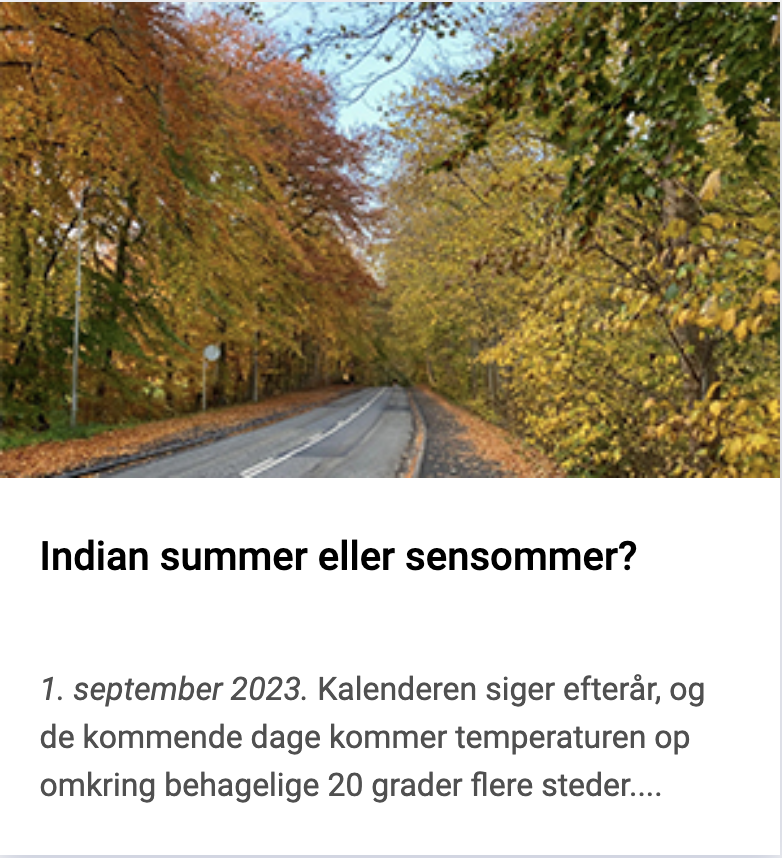 Indian summer eller sensommer?
1. september 2023. Kalenderen siger efterår, og
de kommende dage kommer temperaturen op
omkring behagelige 20 grader flere steder....